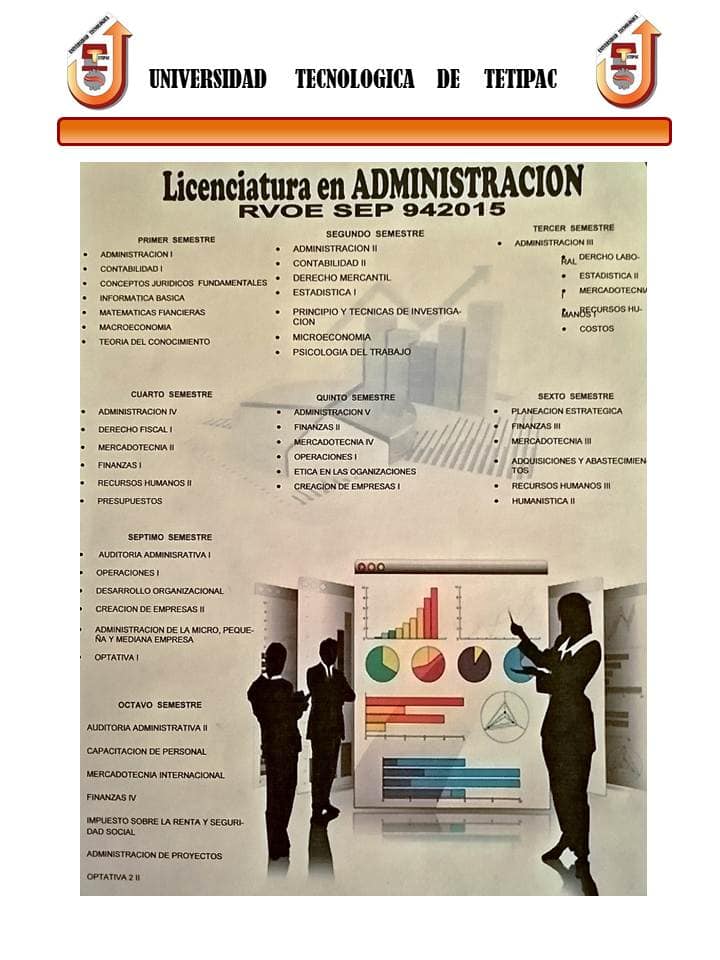 UNIVERSIDAD TECNOLOGICA DE TETIPAC
Licenciatura en ADMINISTRACION
RVOE SEP 942015
PRIMER SEMESTRE
ADMINISTRACION I
CONTABILIDAD I
CONCEPTOS JURIDICOS FUNDAMENTALES
INFORMATICA BASICA
MATEMATICAS FIANCIERAS
MACROECONOMIA
TEORIA DEL CONOCIMIENTO
SEGUNDO SEMESTRE
ADMINISTRACION II
CONTABILIDAD II
DERECHO MERCANTIL
ESTADISTICA I
PRINCIPIO Y TECNICAS DE INVESTIGA-
CION
MICROECONOMIA
PSICOLOGIA DEL TRABAJO
TERCER SEMESTRE
ADMINISTRACION III
DERCHO LABO-
RAL
ESTADISTICA II
MERCADOTECNIA
I
RECURSOS HU-
MANOS I
COSTOS
CUARTO SEMESTRE
ADMINISTRACION IV
DERECHO FISCAL I
MERCADOTECNIA II
FINANZAS I
RECURSOS HUMANOS II
PRESUPUESTOS
QUINTO SEMESTRE
ADMINISTRACION V
FINANZAS II
MERCADOTECNIA IV
OPERACIONES I
ETICA EN LAS OGANIZACIONES
CREACION DE EMPRESAS I
SEXTO SEMESTRE
PLANEACION ESTRATEGICA
FINANZAS III
MERCADOTECNIA III
ADQUISICIONES Y ABASTECIMIEN
TOS
RECURSOS HUMANOS III
HUMANISTICA II
SEPTIMO SEMESTRE
AUDITORIA ADMINISRATIVA I
OPERACIONES I
DESARROLLO ORGANIZACIONAL
CREACION DE EMPRESAS II
ADMINISTRACION DE LA MICRO, PEQUE-
ÑA Y MEDIANA EMPRESA
OPTATIVA I
OCTAVO SEMESTRE
AUDITORIA ADMINISTRATIVA II
CAPACITACION DE PERSONAL
MERCADOTECNIA INTERNACIONAL
FINANZAS IV
IMPUESTO SOBRE LA RENTA Y SEGURI-
DAD SOCIAL
ADMINISTRACION DE PROYECTOS
OPTATIVA 2 II